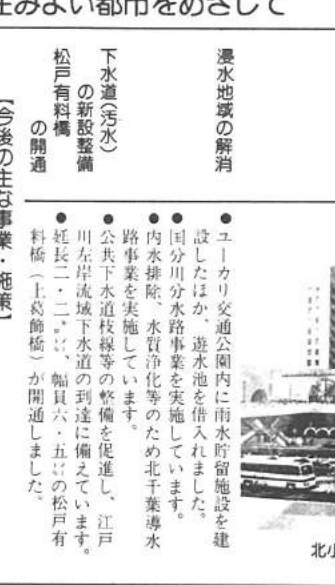 住みよい都市をめざして
浸水地域の解消
●ユーカリ交通公園内に雨水貯留施設を建
設したほか、遊水池を借入れました。
●国分川分水路事業を実施しています。
●内水排除、水質浄化等のため北千葉導水
路事業を実施しています。
下水道(汚水)
の新設整備
●公共下水道枝線等の整備を促進し、江戸
川左岸流域下水道の到達に備えています。
松戸有料橋
の開通
●延長二・二㌔、幅員六・五㍍の松戸有
料橋(上葛飾橋)が開通しました。
【今後の主な事業・施策】
北小